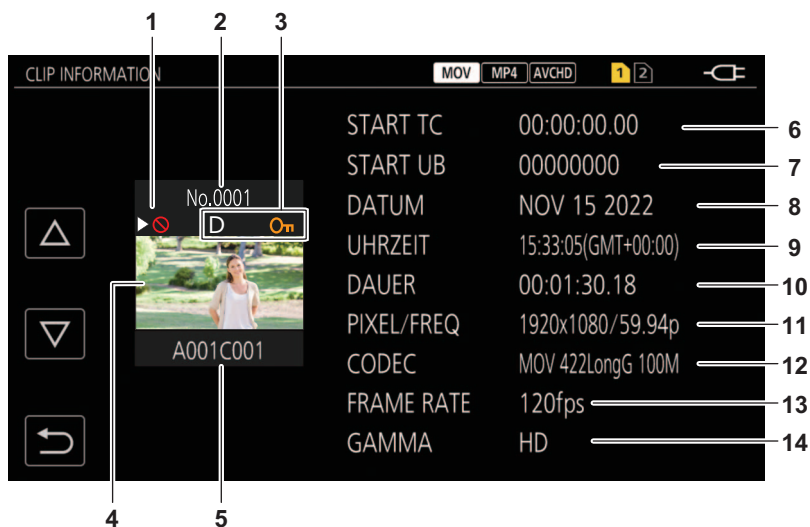 1 2 3
CLIP INFORMATION MOV MP4 AVCHD 1 2
START TC 00:00:00.00 6
START UB 00000000 7
No.0001
D
DATUM NOV 15 2022 8
UHRZEIT 15:33:05(GMT+00:00) 9
DAUER 00:01:30.18 10
PIXEL/FREQ 1920x1080/59.94p 11
A001C001
CODEC MOV 422LongG 100M 12
FRAME RATE 120fps 13
GAMMA HD 14
4 5